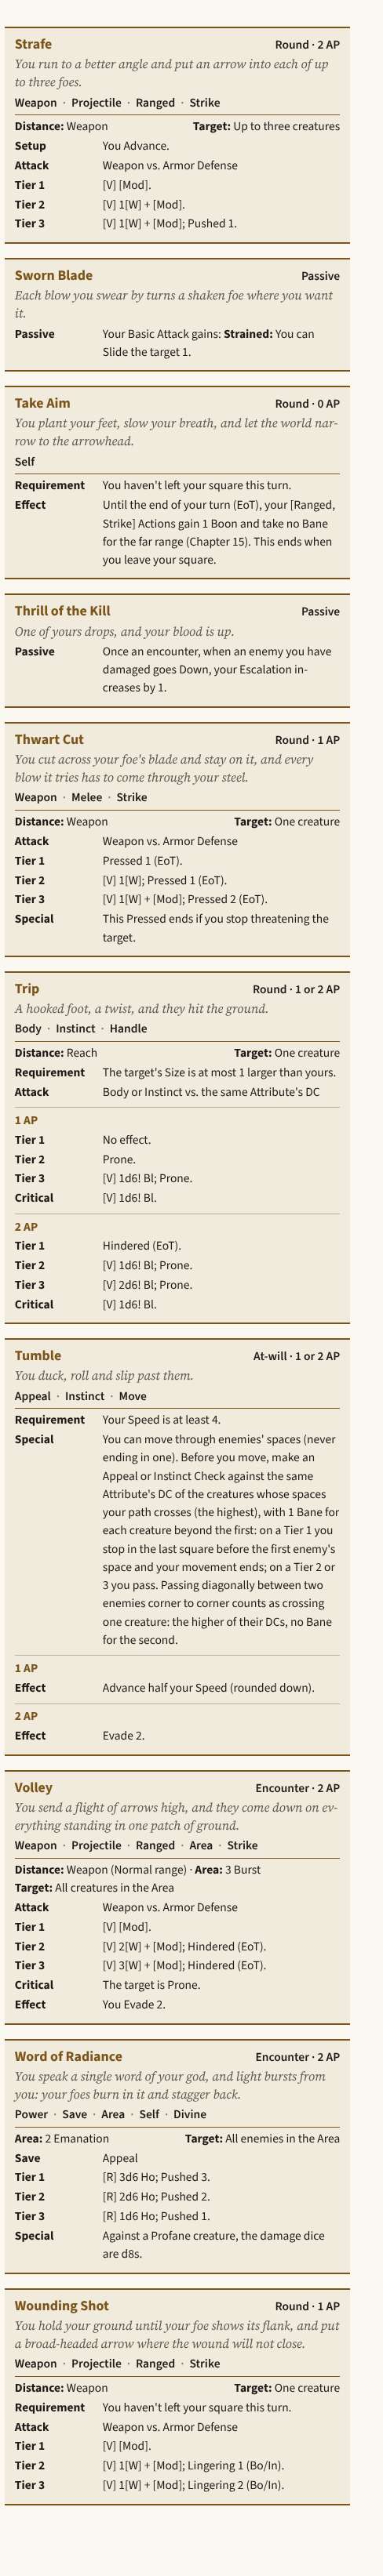 Strafe Round · 2 AP
You run to a better angle and put an arrow into each of up
to three foes.
Weapon · Projectile · Ranged · Strike
Distance: Weapon Target: Up to three creatures
Setup You Advance.
Attack Weapon vs. Armor Defense
Tier 1 [V] [Mod].
Tier 2 [V] 1[W] + [Mod].
Tier 3 [V] 1[W] + [Mod]; Pushed 1.
Sworn Blade Passive
Each blow you swear by turns a shaken foe where you want
it.
Passive Your Basic Attack gains: Strained: You can
Slide the target 1.
Take Aim Round · 0 AP
You plant your feet, slow your breath, and let the world nar-
row to the arrowhead.
Self
Requirement You haven't left your square this turn.
Effect Until the end of your turn (EoT), your [Ranged,
Strike] Actions gain 1 Boon and take no Bane
for the far range (Chapter 15). This ends when
you leave your square.
Thrill of the Kill Passive
One of yours drops, and your blood is up.
Passive Once an encounter, when an enemy you have
damaged goes Down, your Escalation in-
creases by 1.
Thwart Cut Round · 1 AP
You cut across your foe's blade and stay on it, and every
blow it tries has to come through your steel.
Weapon · Melee · Strike
Distance: Weapon Target: One creature
Attack Weapon vs. Armor Defense
Tier 1 Pressed 1 (EoT).
Tier 2 [V] 1[W]; Pressed 1 (EoT).
Tier 3 [V] 1[W] + [Mod]; Pressed 2 (EoT).
Special This Pressed ends if you stop threatening the
target.
Trip Round · 1 or 2 AP
A hooked foot, a twist, and they hit the ground.
Body · Instinct · Handle
Distance: Reach Target: One creature
Requirement The target's Size is at most 1 larger than yours.
Attack Body or Instinct vs. the same Attribute's DC
1 AP
Tier 1 No effect.
Tier 2 Prone.
Tier 3 [V] 1d6! Bl; Prone.
Critical [V] 1d6! Bl.
2 AP
Tier 1 Hindered (EoT).
Tier 2 [V] 1d6! Bl; Prone.
Tier 3 [V] 2d6! Bl; Prone.
Critical [V] 1d6! Bl.
Tumble At-will · 1 or 2 AP
You duck, roll and slip past them.
Appeal · Instinct · Move
Requirement Your Speed is at least 4.
Special You can move through enemies' spaces (never
ending in one). Before you move, make an
Appeal or Instinct Check against the same
Attribute's DC of the creatures whose spaces
your path crosses (the highest), with 1 Bane for
each creature beyond the first: on a Tier 1 you
stop in the last square before the first enemy's
space and your movement ends; on a Tier 2 or
3 you pass. Passing diagonally between two
enemies corner to corner counts as crossing
one creature: the higher of their DCs, no Bane
for the second.
1 AP
Effect Advance half your Speed (rounded down).
2 AP
Effect Evade 2.
Volley Encounter · 2 AP
You send a flight of arrows high, and they come down on ev-
erything standing in one patch of ground.
Weapon · Projectile · Ranged · Area · Strike
Distance: Weapon (Normal range) · Area: 3 Burst
Target: All creatures in the Area
Attack Weapon vs. Armor Defense
Tier 1 [V] [Mod].
Tier 2 [V] 2[W] + [Mod]; Hindered (EoT).
Tier 3 [V] 3[W] + [Mod]; Hindered (EoT).
Critical The target is Prone.
Effect You Evade 2.
Word of Radiance Encounter · 2 AP
You speak a single word of your god, and light bursts from
you: your foes burn in it and stagger back.
Power · Save · Area · Self · Divine
Area: 2 Emanation Target: All enemies in the Area
Save Appeal
Tier 1 [R] 3d6 Ho; Pushed 3.
Tier 2 [R] 2d6 Ho; Pushed 2.
Tier 3 [R] 1d6 Ho; Pushed 1.
Special Against a Profane creature, the damage dice
are d8s.
Wounding Shot Round · 1 AP
You hold your ground until your foe shows its flank, and put
a broad-headed arrow where the wound will not close.
Weapon · Projectile · Ranged · Strike
Distance: Weapon Target: One creature
Requirement You haven't left your square this turn.
Attack Weapon vs. Armor Defense
Tier 1 [V] [Mod].
Tier 2 [V] 1[W] + [Mod]; Lingering 1 (Bo/In).
Tier 3 [V] 1[W] + [Mod]; Lingering 2 (Bo/In).